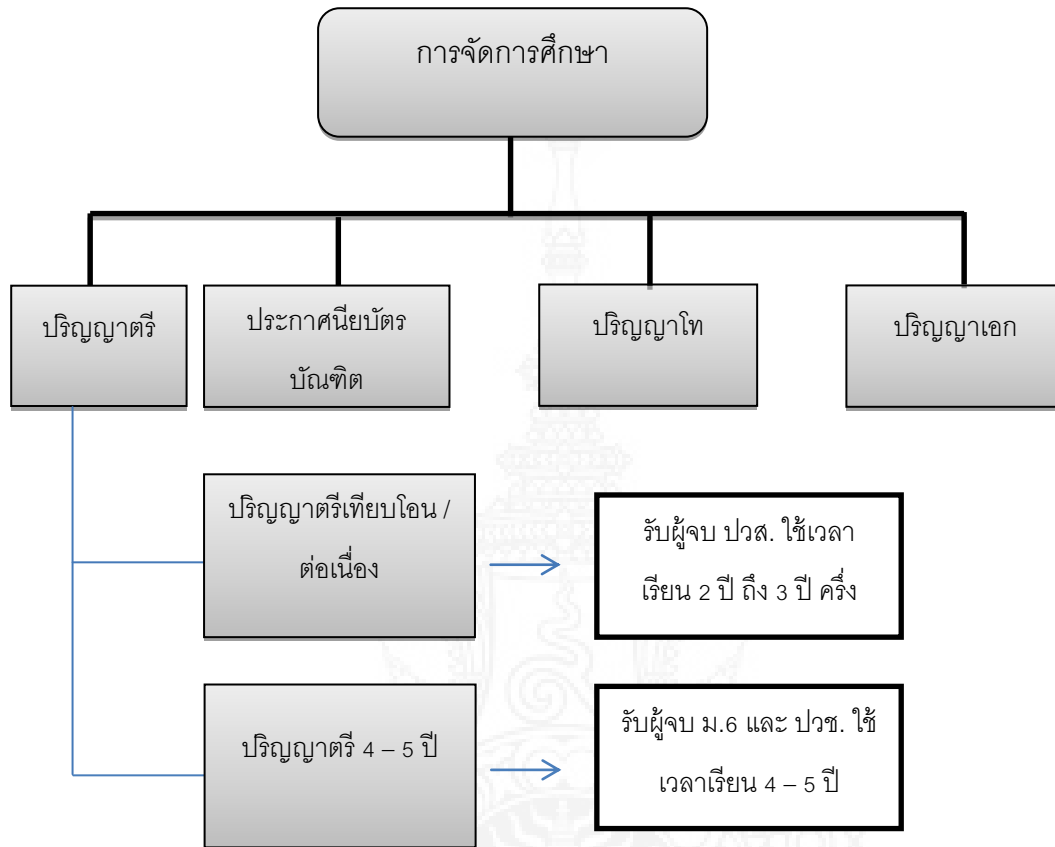 การจัดการศึกษา
ปริญญาตรี
ประกาศนียบัตร
บัณฑิต
ปริญญาโท
ปริญญาเอก
ปริญญาตรีเทียบโอน /
ต่อเนื่อง
รับผู้จบ ปวส. ใช้เวลา
เรียน 2 ปี ถึง 3 ปี ครึ่ง
ปริญญาตรี 4 – 5 ปี
รับผู้จบ ม.6 และ ปวช. ใช้
เวลาเรียน 4 – 5 ปี